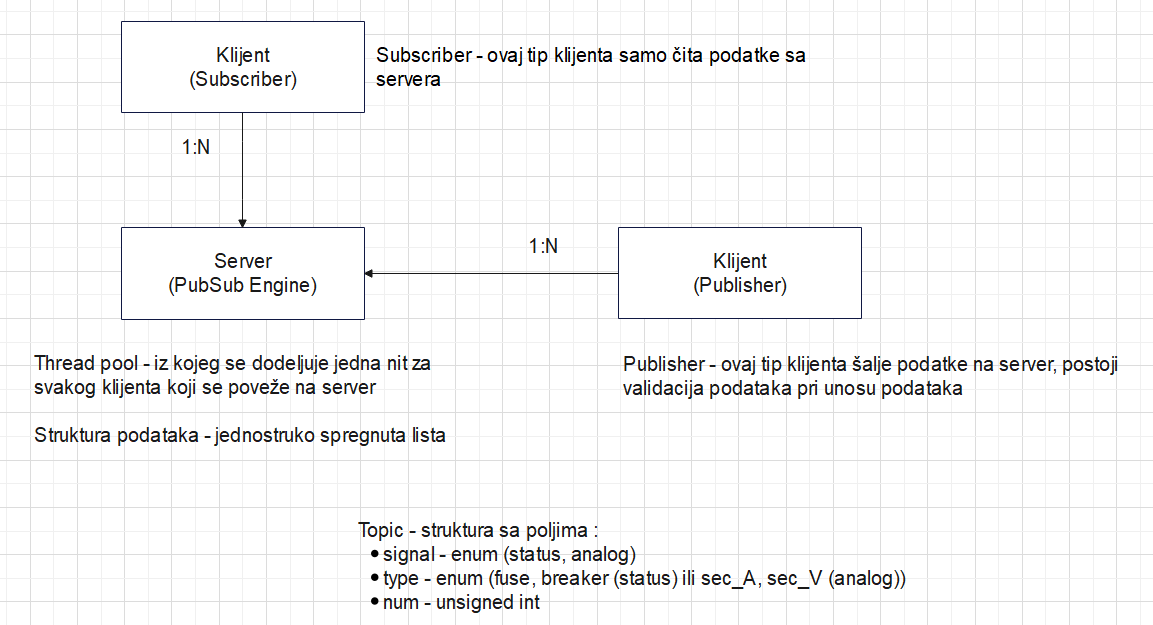 Klijent
(Subscriber)
Subscriber - ovaj tip klijenta samo čita podatke sa
servera
1:N
Server
(PubSub Engine)
1:N
Klijent
(Publisher)
Thread pool - iz kojeg se dodeljuje jedna nit za
svakog klijenta koji se poveže na server
Struktura podataka - jednostruko spregnuta lista
Publisher - ovaj tip klijenta šalje podatke na server, postoji
validacija podataka pri unosu podataka
Topic - struktura sa poljima :
• signal - enum (status, analog)
• type - enum (fuse, breaker (status) ili sec_A, sec_V (analog))
• num - unsigned int